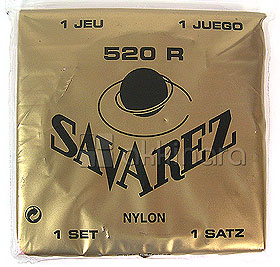 1 JEU 1 JUEGO
520 R
SAVAREZ
NYLON
1 SET 1 SATZ